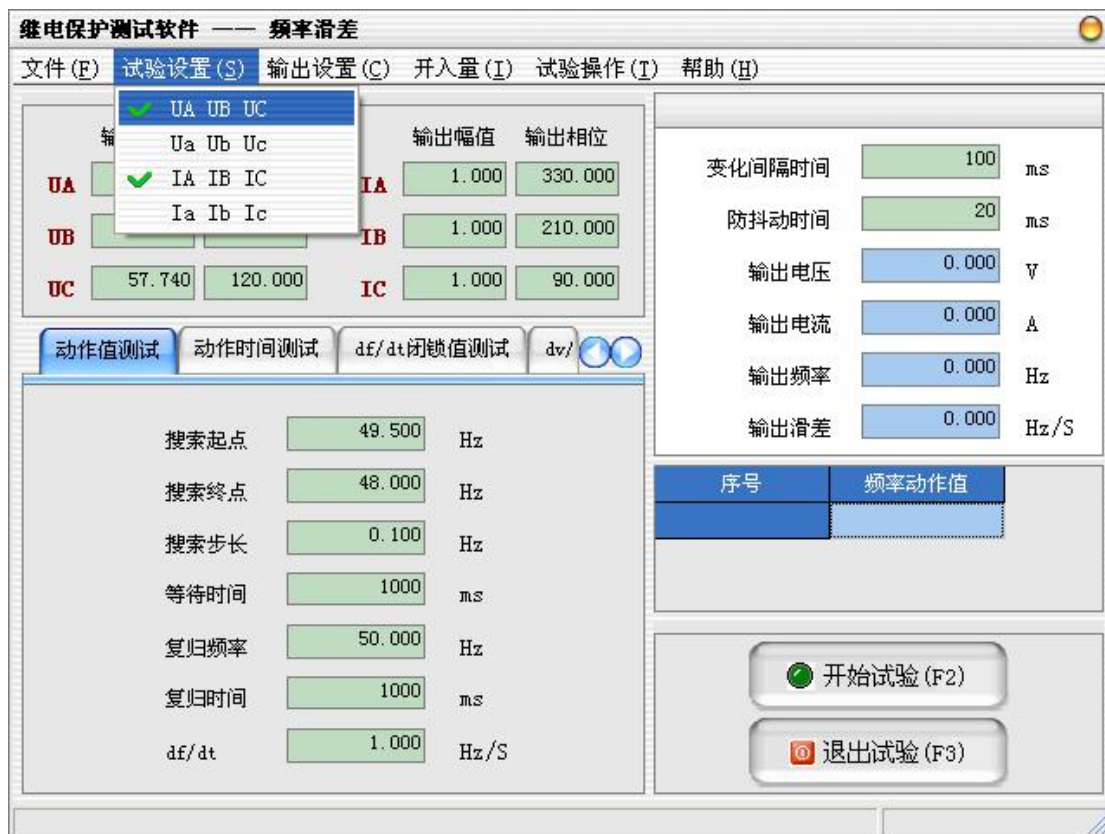 继电保护测试软件 —— 频率滑差
文件(F) 试验设置(S) 输出设置(C) 开入量(I) 试验操作(T) 帮助(H)
UA UB UC
Ua Ub Uc
IA IB IC
Ia Ib Ic
输 输出幅值 输出相位
UA IA 1.000 330.000
UB IB 1.000 210.000
UC 57.740 120.000 IC 1.000 90.000
变化间隔时间 100 ms
防抖动时间 20 ms
输出电压 0.000 V
输出电流 0.000 A
输出频率 0.000 Hz
输出滑差 0.000 Hz/S
动作值测试 动作时间测试 df/dt闭锁值测试 dv/
搜索起点 49.500 Hz
搜索终点 48.000 Hz
搜索步长 0.100 Hz
等待时间 1000 ms
复归频率 50.000 Hz
复归时间 1000 ms
df/dt 1.000 Hz/S
序号 频率动作值
开始试验(F2)
退出试验(F3)